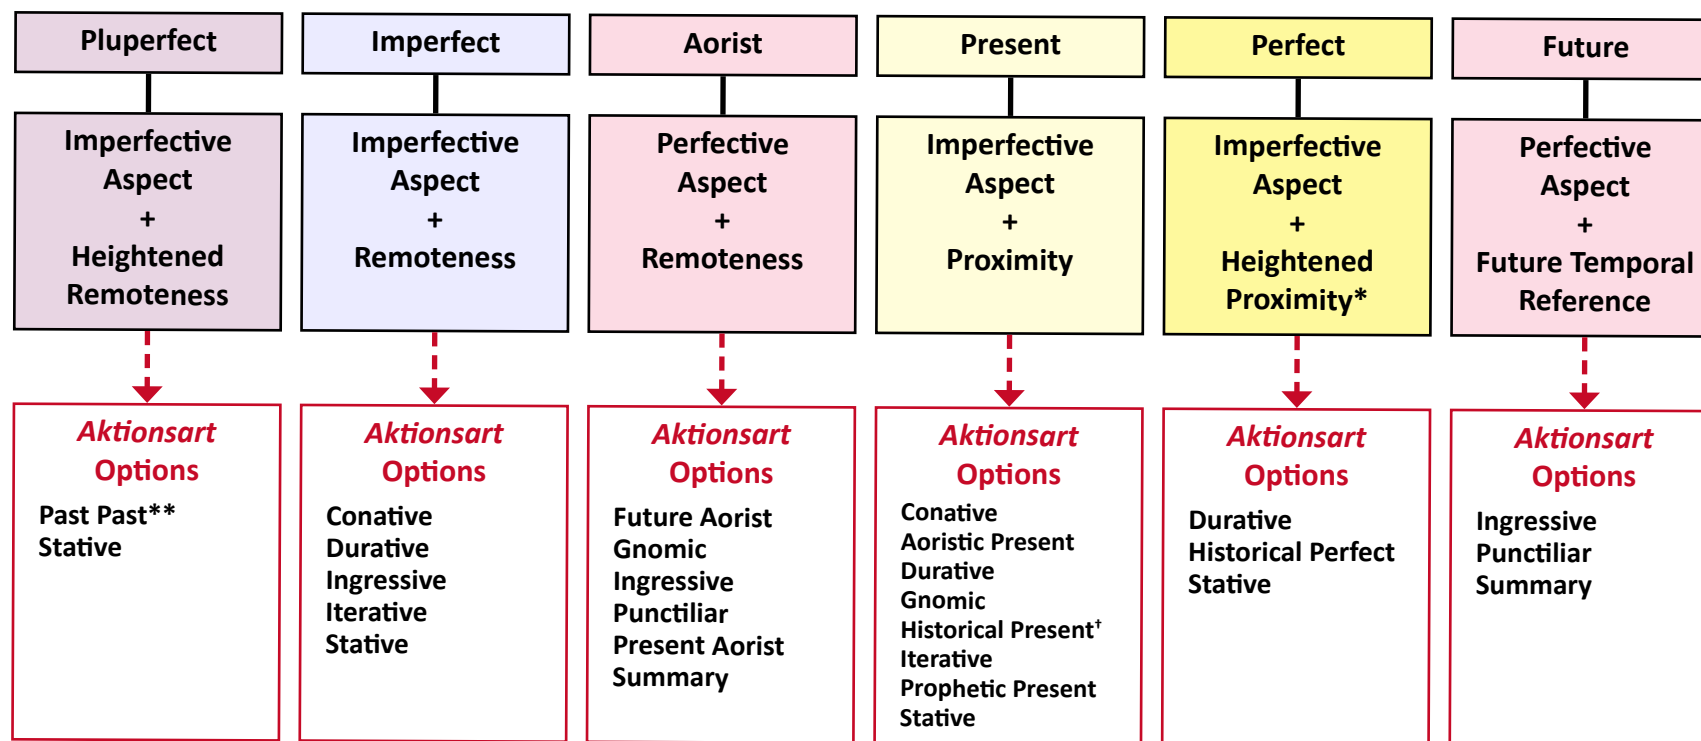 Pluperfect
Imperfective
Aspect
+
Heightened
Remoteness
Aktionsart
Options
Past Past**
Stative
Imperfect
Imperfective
Aspect
+
Remoteness
Aktionsart
Options
Conative
Durative
Ingressive
Iterative
Stative
Aorist
Perfective
Aspect
+
Remoteness
Aktionsart
Options
Future Aorist
Gnomic
Ingressive
Punctiliar
Present Aorist
Summary
Present
Imperfective
Aspect
+
Proximity
Aktionsart
Options
Conative
Aoristic Present
Durative
Gnomic
Historical Present†
Iterative
Prophetic Present
Stative
Perfect
Imperfective
Aspect
+
Heightened
Proximity*
Aktionsart
Options
Durative
Historical Perfect
Stative
Future
Perfective
Aspect
+
Future Temporal
Reference
Aktionsart
Options
Ingressive
Punctiliar
Summary